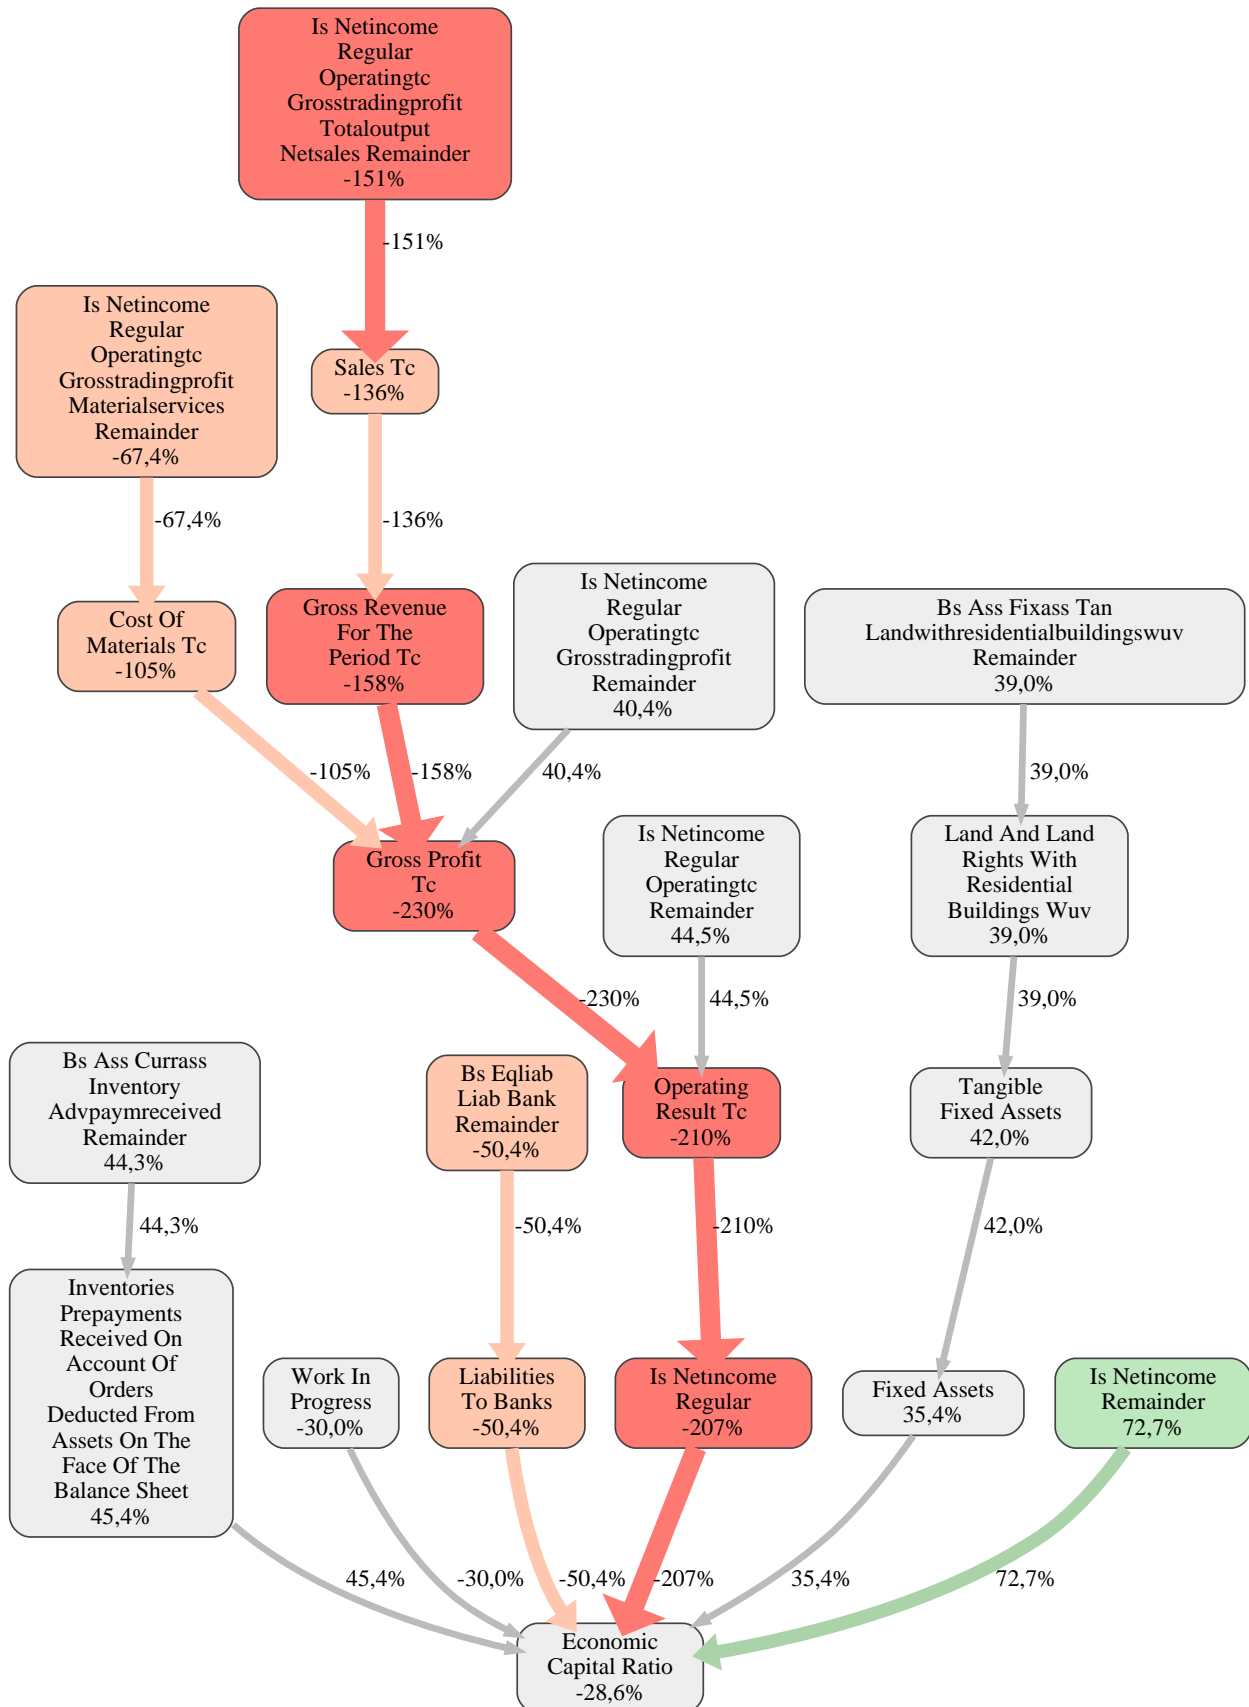 Is Netincome
Regular
Operatingtc
Grosstradingprofit
Totaloutput
Netsales Remainder
-151%
-151%
Is Netincome
Regular
Operatingtc
Grosstradingprofit
Materialservices
Remainder
-67,4%
Sales Tc
-136%
-67,4%
-136%
Cost Of
Materials Tc
-105%
Gross Revenue
For The
Period Tc
-158%
Is Netincome
Regular
Operatingtc
Grosstradingprofit
Remainder
40,4%
Bs Ass Fixass Tan
Landwithresidentialbuildingswuv
Remainder
39,0%
-105%
-158%
40,4%
39,0%
Gross Profit
Tc
-230%
Is Netincome
Regular
Operatingtc
Remainder
44,5%
Land And Land
Rights With
Residential
Buildings Wuv
39,0%
-230%
44,5%
39,0%
Bs Ass Currass
Inventory
Advpaymreceived
Remainder
44,3%
Bs Eqliab
Liab Bank
Remainder
-50,4%
Operating
Result Tc
-210%
Tangible
Fixed Assets
42,0%
44,3%
-50,4%
-210%
42,0%
Inventories
Prepayments
Received On
Account Of
Orders
Deducted From
Assets On The
Face Of The
Balance Sheet
45,4%
Work In
Progress
-30,0%
Liabilities
To Banks
-50,4%
Is Netincome
Regular
-207%
Fixed Assets
35,4%
Is Netincome
Remainder
72,7%
45,4%
-30,0%
-50,4%
-207%
35,4%
72,7%
Economic
Capital Ratio
-28,6%